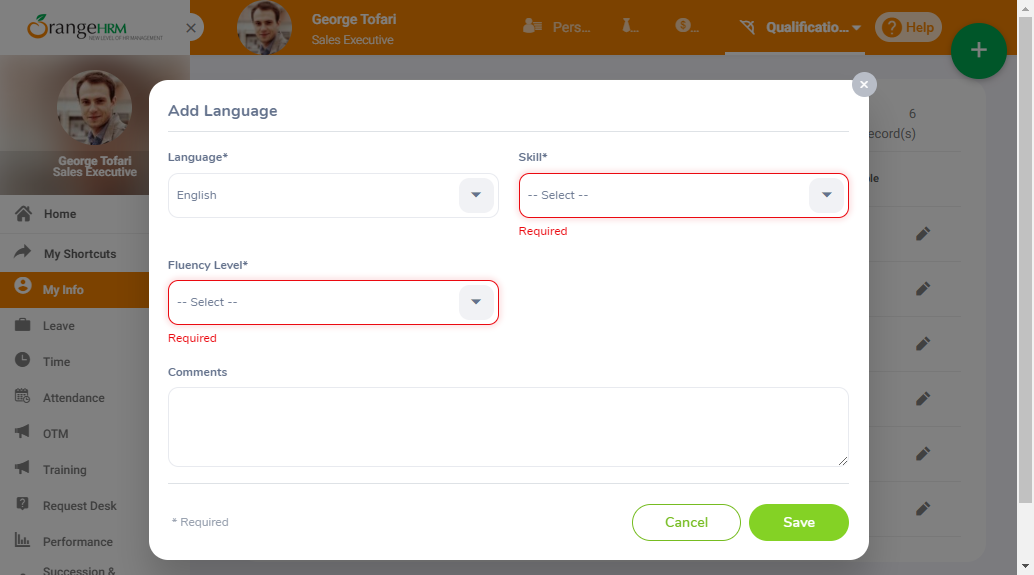 OrangeHRM
NEW LEVEL OF HR MANAGEMENT
George Tofari
Sales Executive
Pers...
...
...
Qualificatio...
Help
George Tofari
Sales Executive
Home
My Shortcuts
My Info
Leave
Time
Attendance
OTM
Training
Request Desk
Performance
Succession &
6
ecord(s)
ble
Add Language
Language*
Skill*
English
-- Select --
Required
Fluency Level*
-- Select --
Required
Comments
* Required
Cancel
Save